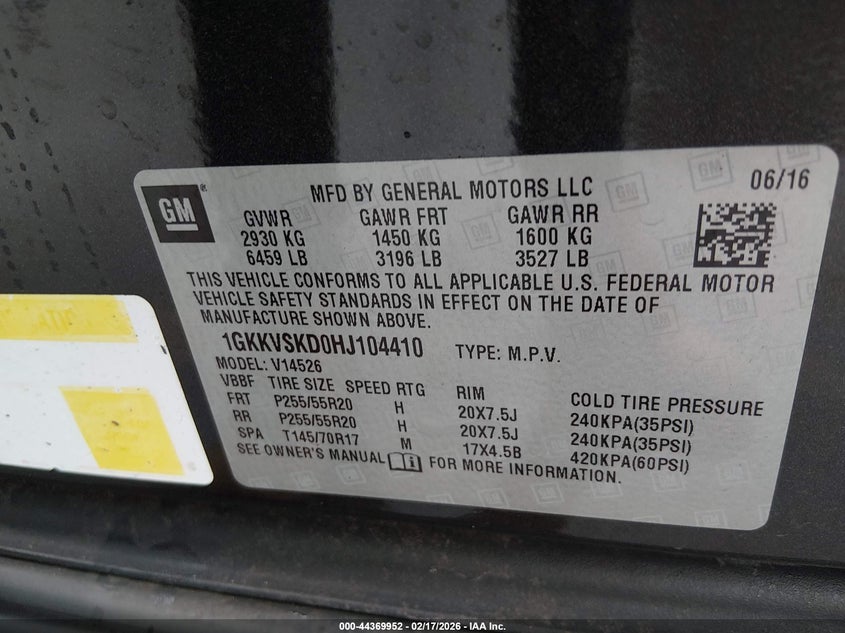 GM
MFD BY GENERAL MOTORS LLC
06/16
GVWR GAWR FRT GAWR RR
2930 KG 1450 KG 1600 KG
6459 LB 3196 LB 3527 LB
THIS VEHICLE CONFORMS TO ALL APPLICABLE U.S. FEDERAL MOTOR
VEHICLE SAFETY STANDARDS IN EFFECT ON THE DATE OF
MANUFACTURE SHOWN ABOVE.
1GKKVSKD0HJ104410 TYPE: M.P.V.
MODEL: V14526
VBBF TIRE SIZE SPEED RTG RIM COLD TIRE PRESSURE
FRT P255/55R20 H 20X7.5J 240KPA(35PSI)
RR P255/55R20 H 20X7.5J 240KPA(35PSI)
SPA T145/70R17 M 17X4.5B 420KPA(60PSI)
SEE OWNER'S MANUAL FOR MORE INFORMATION.
000-44369952 - 02/17/2026 - IAA Inc.